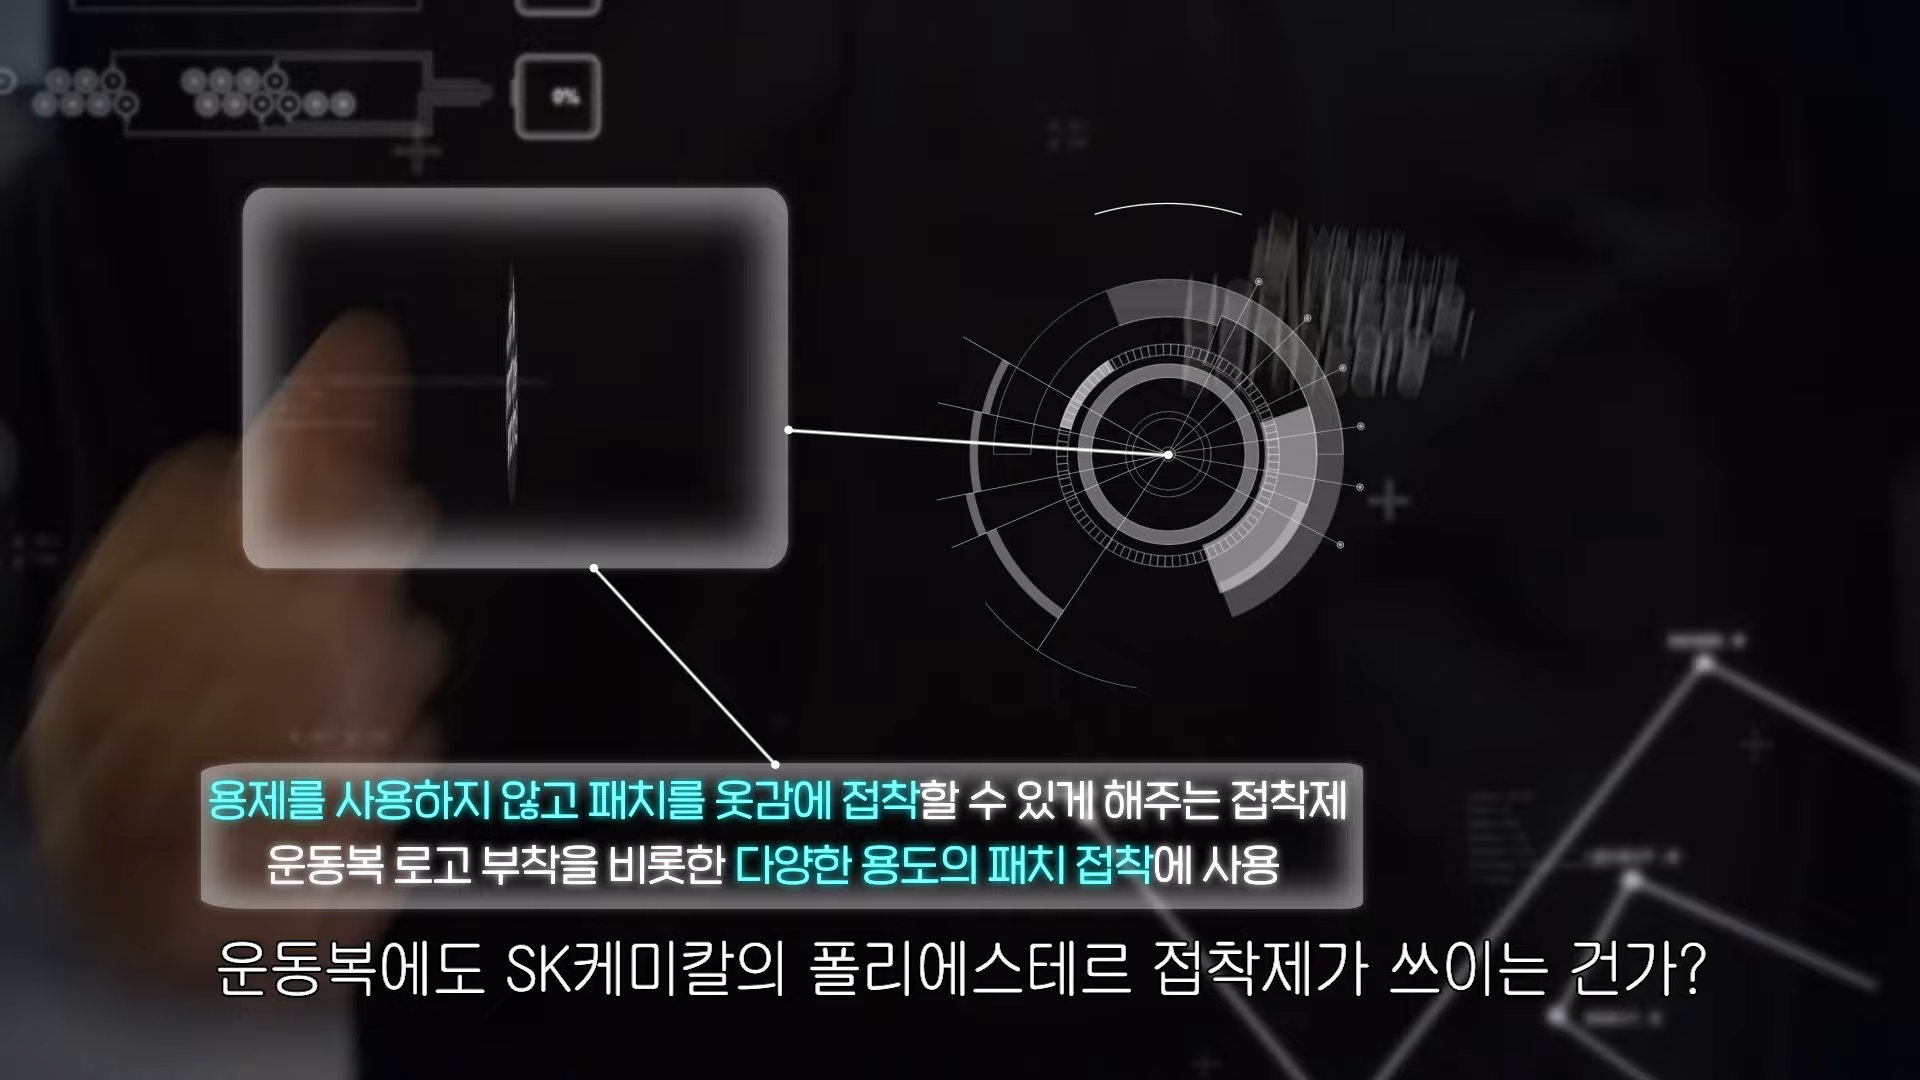 0%
용제를 사용하지 않고 패치를 옷감에 접착할 수 있게 해주는 접착제
운동복 로고 부착을 비롯한 다양한 용도의 패치 접착에 사용
운동복에도 SK케미칼의 폴리에스테르 접착제가 쓰이는 건가?